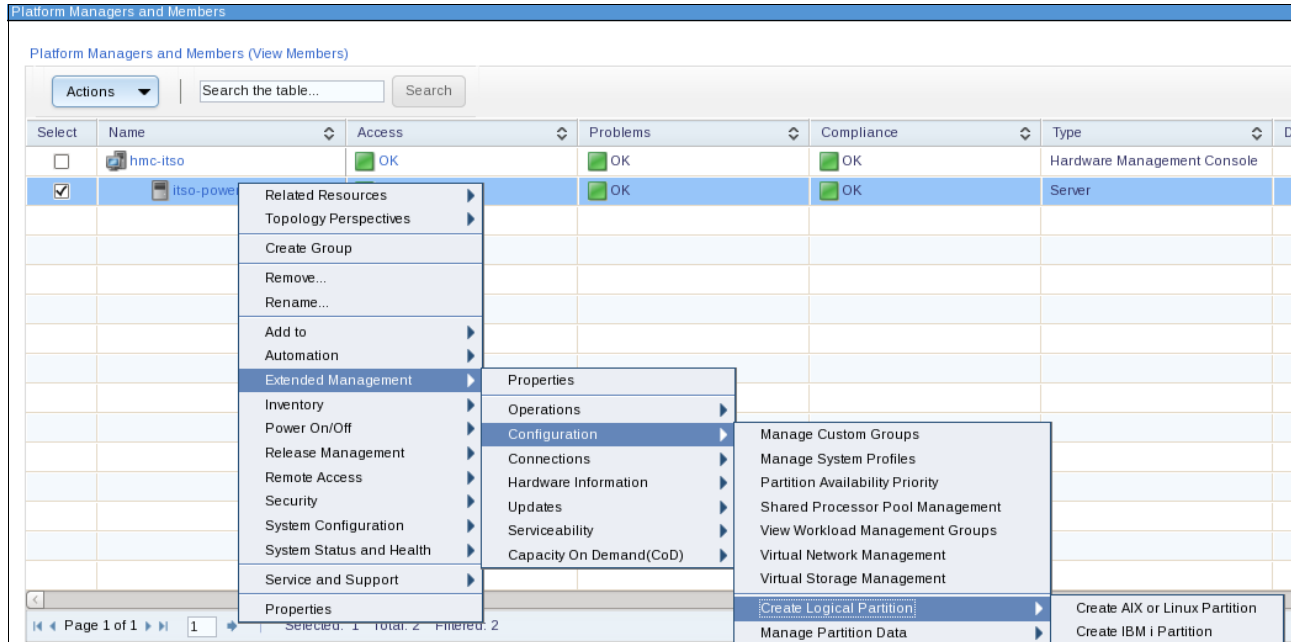 Platform Managers and Members
Platform Managers and Members (View Members)
Actions
Search the table...
Search
Select Name Access Problems Compliance Type
hmc-itso OK OK OK Hardware Management Console
itso-power OK OK Server
Related Resources
Topology Perspectives
Create Group
Remove...
Rename...
Add to
Automation
Extended Management
Inventory
Power On/Off
Release Management
Remote Access
Security
System Configuration
System Status and Health
Service and Support
Properties
Properties
Operations
Configuration
Connections
Hardware Information
Updates
Serviceability
Capacity On Demand(CoD)
Manage Custom Groups
Manage System Profiles
Partition Availability Priority
Shared Processor Pool Management
View Workload Management Groups
Virtual Network Management
Virtual Storage Management
Create Logical Partition
Manage Partition Data
Create AIX or Linux Partition
Create IBM i Partition
Page 1 of 1 1 Selected: 1 Total: 2 Filtered: 2